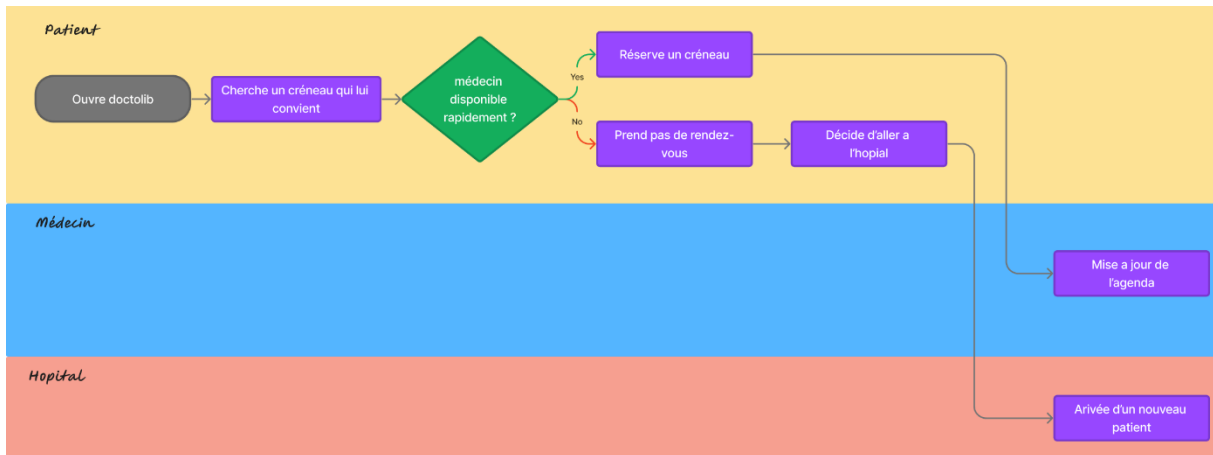 Patient
Ouvre doctolib
Cherche un créneau qui lui
convient
médecin
disponible
rapidement ?
Yes
No
Réserve un créneau
Prend pas de rendez-
vous
Décide d'aller a
l'hopial
Médecin
Mise a jour de
l'agenda
Hopital
Arivée d'un nouveau
patient